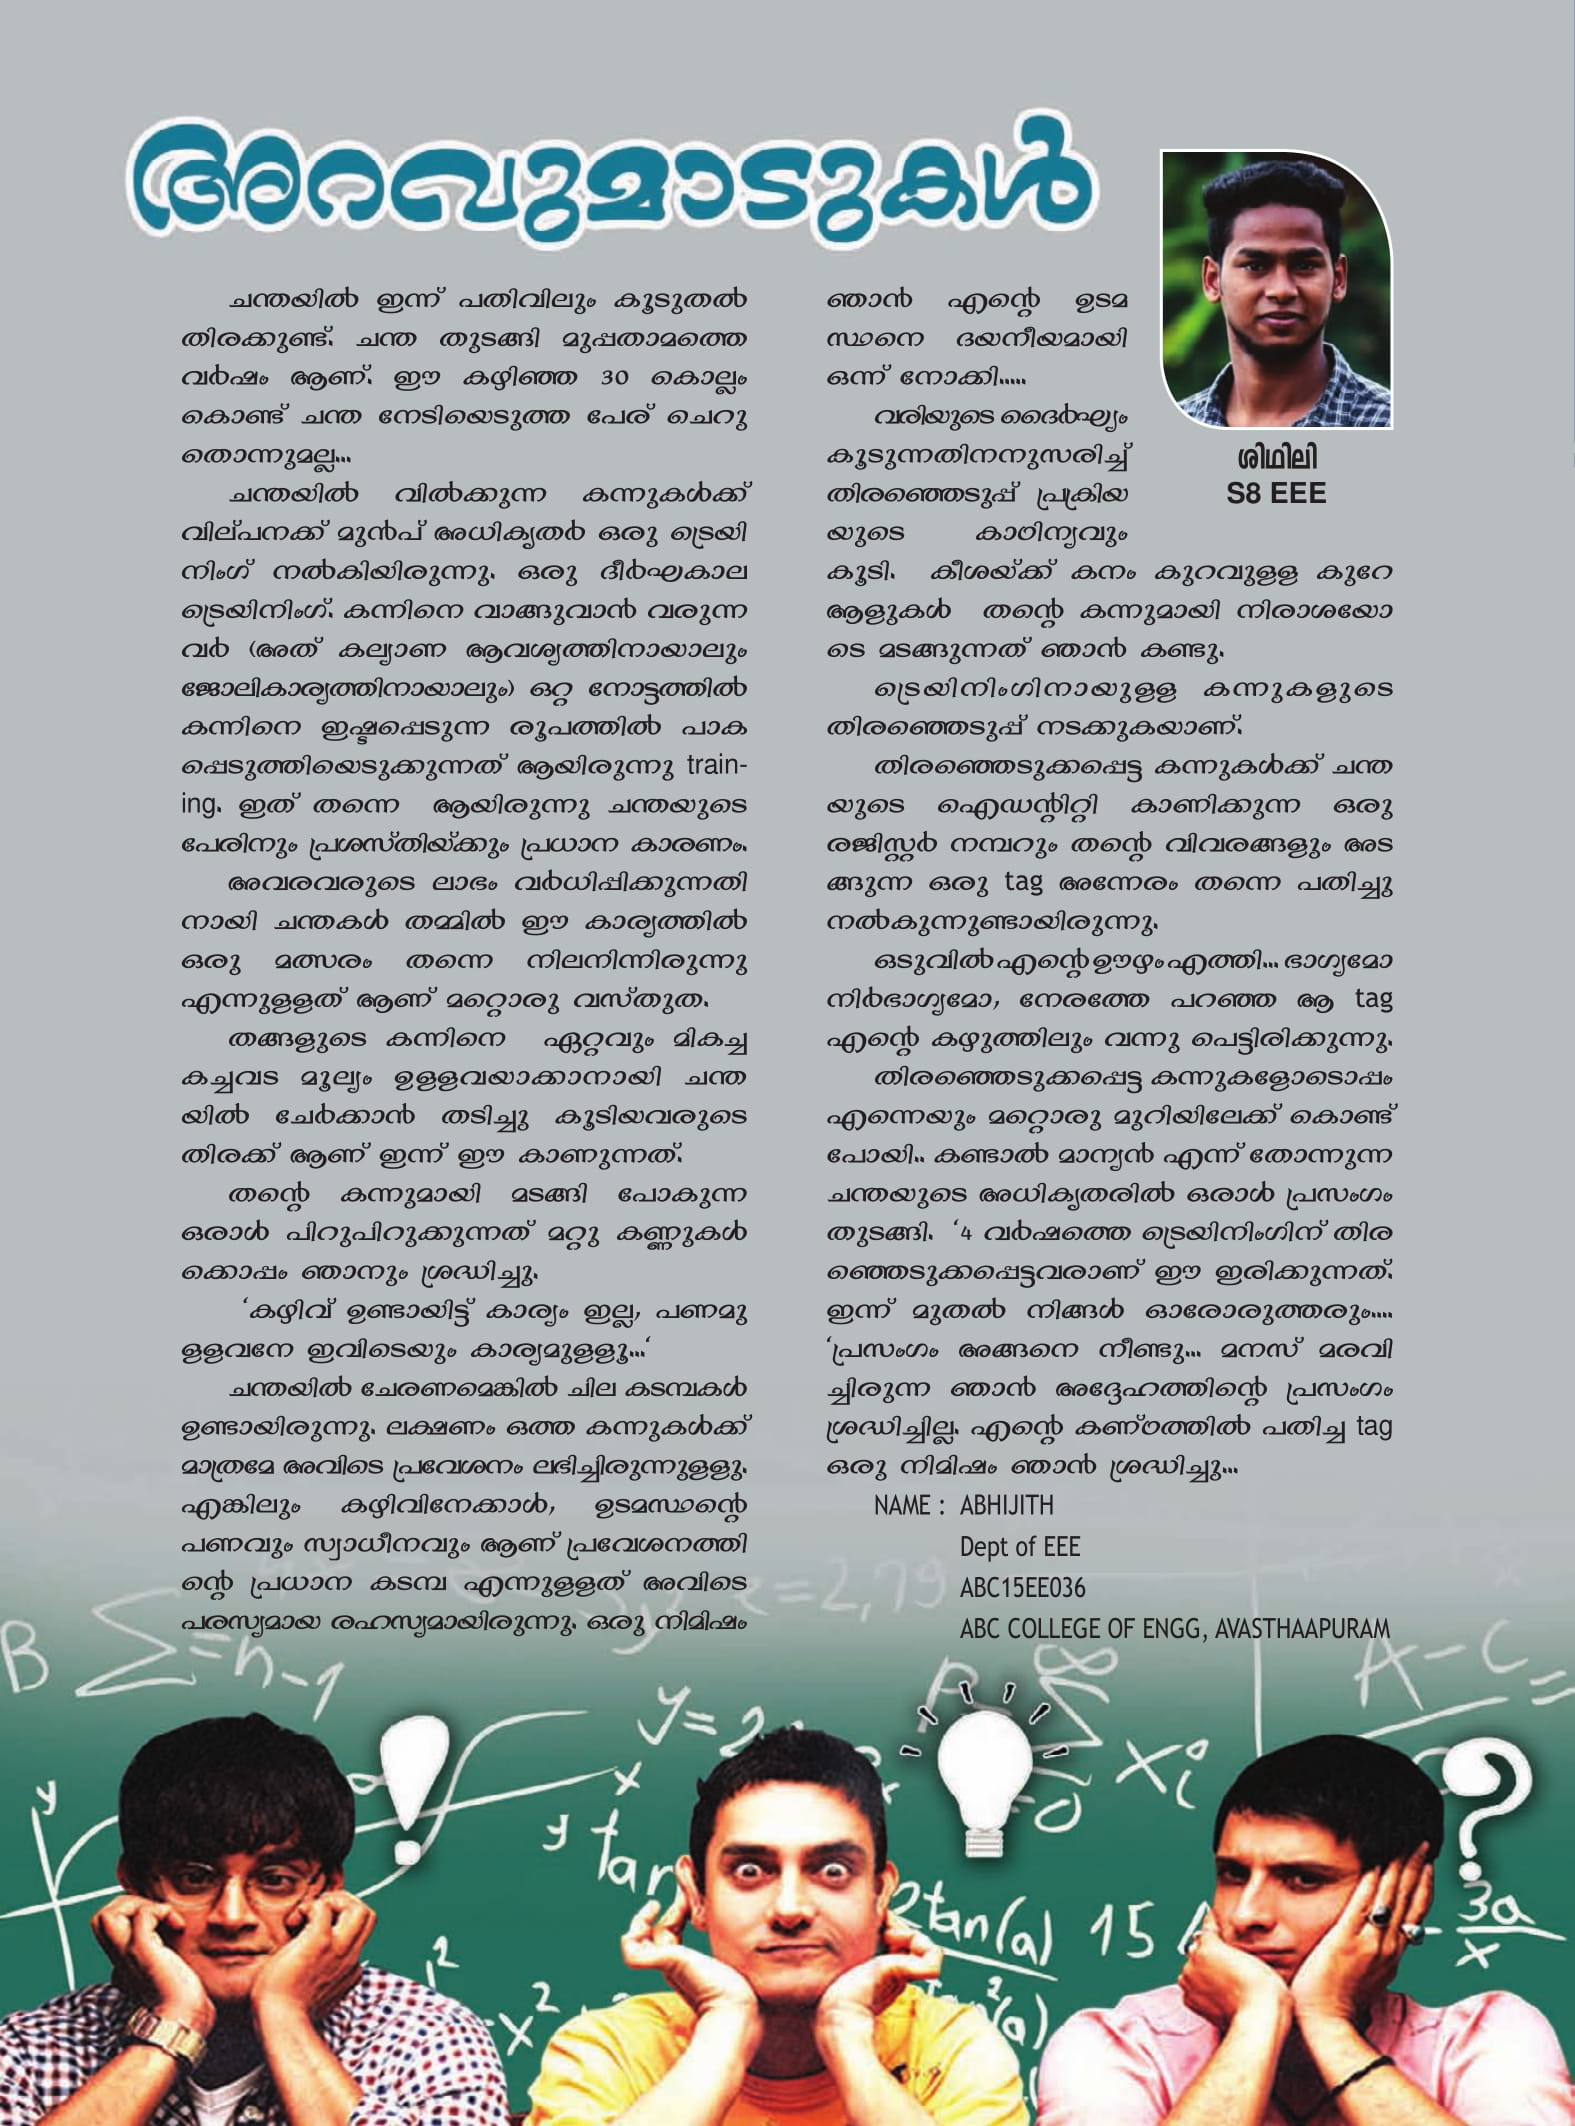 അറവുമാടുകൾ
ചന്തയിൽ ഇന്ന് പതിവിലും കൂടുതൽ
തിരക്കുണ്ട്. ചന്ത തുടങ്ങി മുപ്പതാമത്തെ
വർഷം ആണ്. ഈ കഴിഞ്ഞ 30 കൊല്ലം
കൊണ്ട് ചന്ത നേടിയെടുത്ത പേര് ചെറു
തൊന്നുമല്ല...
ചന്തയിൽ വിൽക്കുന്ന കന്നുകൾക്ക്
വില്പനക്ക് മുൻപ് അധികൃതർ ഒരു ട്രെയി
നിംഗ് നൽകിയിരുന്നു. ഒരു ദീർഘകാല
ട്രെയിനിംഗ്. കന്നിനെ വാങ്ങുവാൻ വരുന്ന
വർ (അത് കല്യാണ ആവശ്യത്തിനായാലും
ജോലികാര്യത്തിനായാലും) ഒറ്റ നോട്ടത്തിൽ
കന്നിനെ ഇഷ്ടപ്പെടുന്ന രൂപത്തിൽ പാക
പ്പെടുത്തിയെടുക്കുന്നത് ആയിരുന്നു train-
ing. ഇത് തന്നെ ആയിരുന്നു ചന്തയുടെ
പേരിനും പ്രശസ്തിയ്ക്കും പ്രധാന കാരണം.
അവരവരുടെ ലാഭം വർധിപ്പിക്കുന്നതി
നായി ചന്തകൾ തമ്മിൽ ഈ കാര്യത്തിൽ
ഒരു മത്സരം തന്നെ നിലനിന്നിരുന്നു
എന്നുള്ളത് ആണ് മറ്റൊരു വസ്തുത.
തങ്ങളുടെ കന്നിനെ ഏറ്റവും മികച്ച
കച്ചവട മൂല്യം ഉള്ളവയാക്കാനായി ചന്ത
യിൽ ചേർക്കാൻ തടിച്ചു കൂടിയവരുടെ
തിരക്ക് ആണ് ഇന്ന് ഈ കാണുന്നത്.
തന്റെ കന്നുമായി മടങ്ങി പോകുന്ന
ഒരാൾ പിറുപിറുക്കുന്നത് മറ്റു കണ്ണുകൾ
ക്കൊപ്പം ഞാനും ശ്രദ്ധിച്ചു.
‘കഴിവ് ഉണ്ടായിട്ട് കാര്യം ഇല്ല, പണമു
ള്ളവനേ ഇവിടെയും കാര്യമുള്ളൂ...‘
ചന്തയിൽ ചേരണമെങ്കിൽ ചില കടമ്പകൾ
ഉണ്ടായിരുന്നു. ലക്ഷണം ഒത്ത കന്നുകൾക്ക്
മാത്രമേ അവിടെ പ്രവേശനം ലഭിച്ചിരുന്നുള്ളു.
എങ്കിലും കഴിവിനേക്കാൾ, ഉടമസ്ഥന്റെ
പണവും സ്വാധീനവും ആണ് പ്രവേശനത്തി
ന്റെ പ്രധാന കടമ്പ എന്നുള്ളത് അവിടെ
പരസ്യമായ രഹസ്യമായിരുന്നു. ഒരു നിമിഷം
ഞാൻ എന്റെ ഉടമ
സ്ഥനെ ദയനീയമായി
ഒന്ന് നോക്കി.....
വരിയുടെ ദൈർഘ്യം
കൂടുന്നതിനനുസരിച്ച്
തിരഞ്ഞെടുപ്പ് പ്രക്രിയ
യുടെ കാഠിന്യവും
കൂടി. കീശയ്ക്ക് കനം കുറവുള്ള കുറേ
ആളുകൾ തന്റെ കന്നുമായി നിരാശയോ
ടെ മടങ്ങുന്നത് ഞാൻ കണ്ടു.
ട്രെയിനിംഗിനായുള്ള കന്നുകളുടെ
തിരഞ്ഞെടുപ്പ് നടക്കുകയാണ്.
തിരഞ്ഞെടുക്കപ്പെട്ട കന്നുകൾക്ക് ചന്ത
യുടെ ഐഡന്റിറ്റി കാണിക്കുന്ന ഒരു
രജിസ്റ്റർ നമ്പറും തന്റെ വിവരങ്ങളും അട
ങ്ങുന്ന ഒരു tag അന്നേരം തന്നെ പതിച്ചു
നൽകുന്നുണ്ടായിരുന്നു.
ഒടുവിൽ എന്റെ ഊഴം എത്തി... ഭാഗ്യമോ
നിർഭാഗ്യമോ, നേരത്തേ പറഞ്ഞ ആ tag
എന്റെ കഴുത്തിലും വന്നു പെട്ടിരിക്കുന്നു.
തിരഞ്ഞെടുക്കപ്പെട്ട കന്നുകളോടൊപ്പം
എന്നെയും മറ്റൊരു മുറിയിലേക്ക് കൊണ്ട്
പോയി.. കണ്ടാൽ മാന്യൻ എന്ന് തോന്നുന്ന
ചന്തയുടെ അധികൃതരിൽ ഒരാൾ പ്രസംഗം
തുടങ്ങി. ‘4 വർഷത്തെ ട്രെയിനിംഗിന് തിര
ഞ്ഞെടുക്കപ്പെട്ടവരാണ് ഈ ഇരിക്കുന്നത്.
ഇന്ന് മുതൽ നിങ്ങൾ ഓരോരുത്തരും....
‘പ്രസംഗം അങ്ങനെ നീണ്ടു... മനസ് മരവി
ച്ചിരുന്ന ഞാൻ അദ്ദേഹത്തിന്റെ പ്രസംഗം
ശ്രദ്ധിച്ചില്ല. എന്റെ കണ്ഠത്തിൽ പതിച്ച tag
ഒരു നിമിഷം ഞാൻ ശ്രദ്ധിച്ചു...
NAME : ABHIJITH
Dept of EEE
ABC15EE036
ABC COLLEGE OF ENGG, AVASTHAAPURAM
ശിഥിലി
S8 EEE